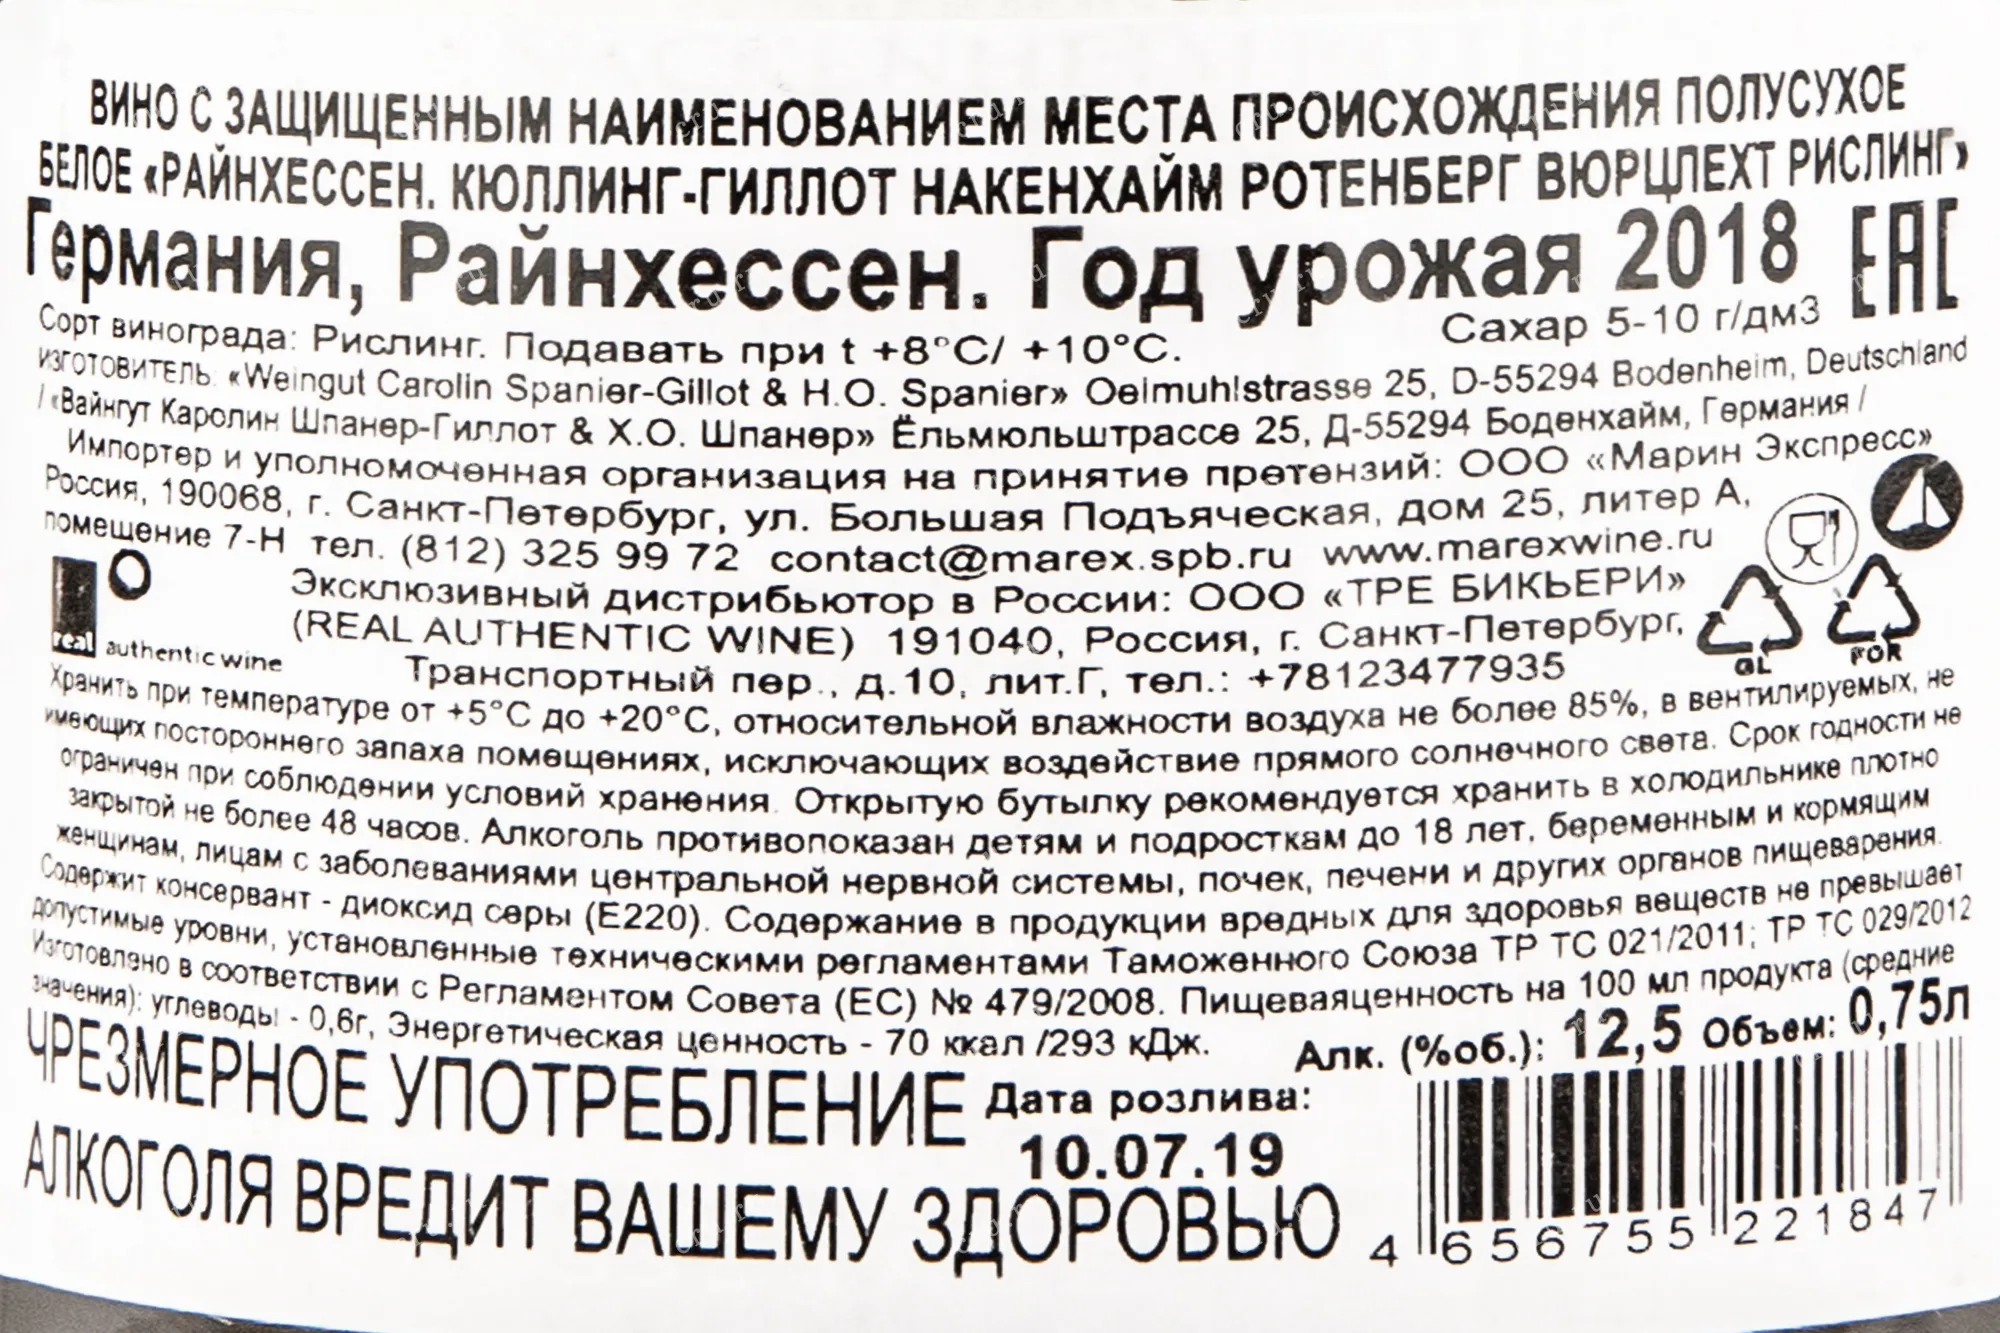 ВИНО С ЗАЩИЩЕННЫМ НАИМЕНОВАНИЕМ МЕСТА ПРОИСХОЖДЕНИЯ ПОЛУСУХОЕ
БЕЛОЕ «РАЙНХЕССЕН. КЮЛЛИНГ-ГИЛЛОТ НАКЕНХАЙМ РОТЕНБЕРГ ВЮРЦЛЕХТ РИСЛИНГ»
Германия, Райнхессен. Год урожая 2018 EAC
Сорт винограда: Рислинг. Подавать при t +8°C/ +10°C. Сахар 5-10 г/дм3
изготовитель: «Weingut Carolin Spanier-Gillot & H.O. Spanier» Oelmuhlstrasse 25, D-55294 Bodenheim, Deutschland
/ «Вайнгут Каролин Шпанер-Гиллот & Х.О. Шпанер» Ёльмюльштрассе 25, Д-55294 Боденхайм, Германия /
Импортер и уполномоченная организация на принятие претензий: ООО «Марин Экспресс»
Россия, 190068, г. Санкт-Петербург, ул. Большая Подъяческая, дом 25, литер А,
помещение 7-Н тел. (812) 325 99 72 contact@marex.spb.ru www.marexwine.ru
Эксклюзивный дистрибьютор в России: ООО «ТРЕ БИКЬЕРИ»
(REAL AUTHENTIC WINE) 191040, Россия, г. Санкт-Петербург,
real authentic wine
Транспортный пер., д.10, лит.Г, тел.: +78123477935
GL FOR
Хранить при температуре от +5°C до +20°C, относительной влажности воздуха не более 85%, в вентилируемых, не
имеющих постороннего запаха помещениях, исключающих воздействие прямого солнечного света. Срок годности не
ограничен при соблюдении условий хранения. Открытую бутылку рекомендуется хранить в холодильнике плотно
закрытой не более 48 часов. Алкоголь противопоказан детям и подросткам до 18 лет, беременным и кормящим
женщинам, лицам с заболеваниями центральной нервной системы, почек, печени и других органов пищеварения.
Содержит консервант - диоксид серы (Е220). Содержание в продукции вредных для здоровья веществ не превышает
допустимые уровни, установленные техническими регламентами Таможенного Союза ТР ТС 021/2011; ТР ТС 029/2012
Изготовлено в соответствии с Регламентом Совета (ЕС) № 479/2008. Пищеваяценность на 100 мл продукта (средние
значения): углеводы - 0,6г, Энергетическая ценность - 70 ккал /293 кДж.
Алк. (%об.): 12,5 Объем: 0,75л
ЧРЕЗМЕРНОЕ УПОТРЕБЛЕНИЕ
АЛКОГОЛЯ ВРЕДИТ ВАШЕМУ ЗДОРОВЬЮ
Дата розлива:
10.07.19
4 656755 221847